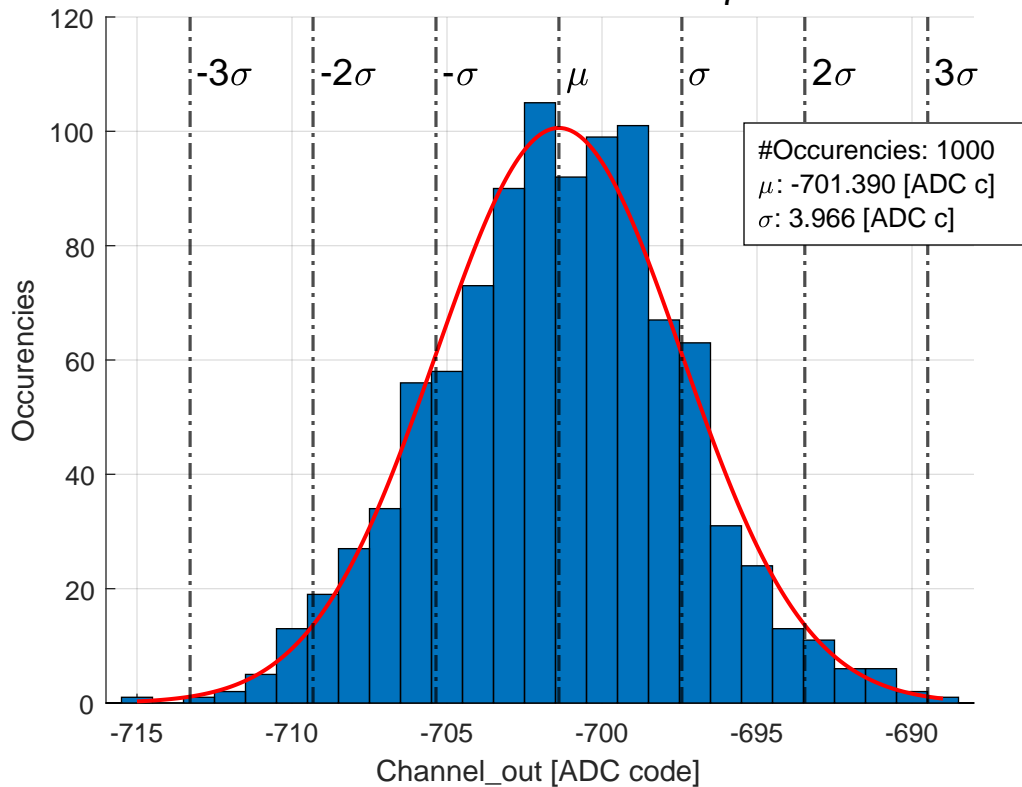 120
100
80
60
40
20
0
-3σ
-2σ
-σ
μ
σ
2σ
3σ
#Occurencies: 1000
μ: -701.390 [ADC c]
σ: 3.966 [ADC c]
Occurencies
-715
-710
-705
-700
-695
-690
Channel_out [ADC code]